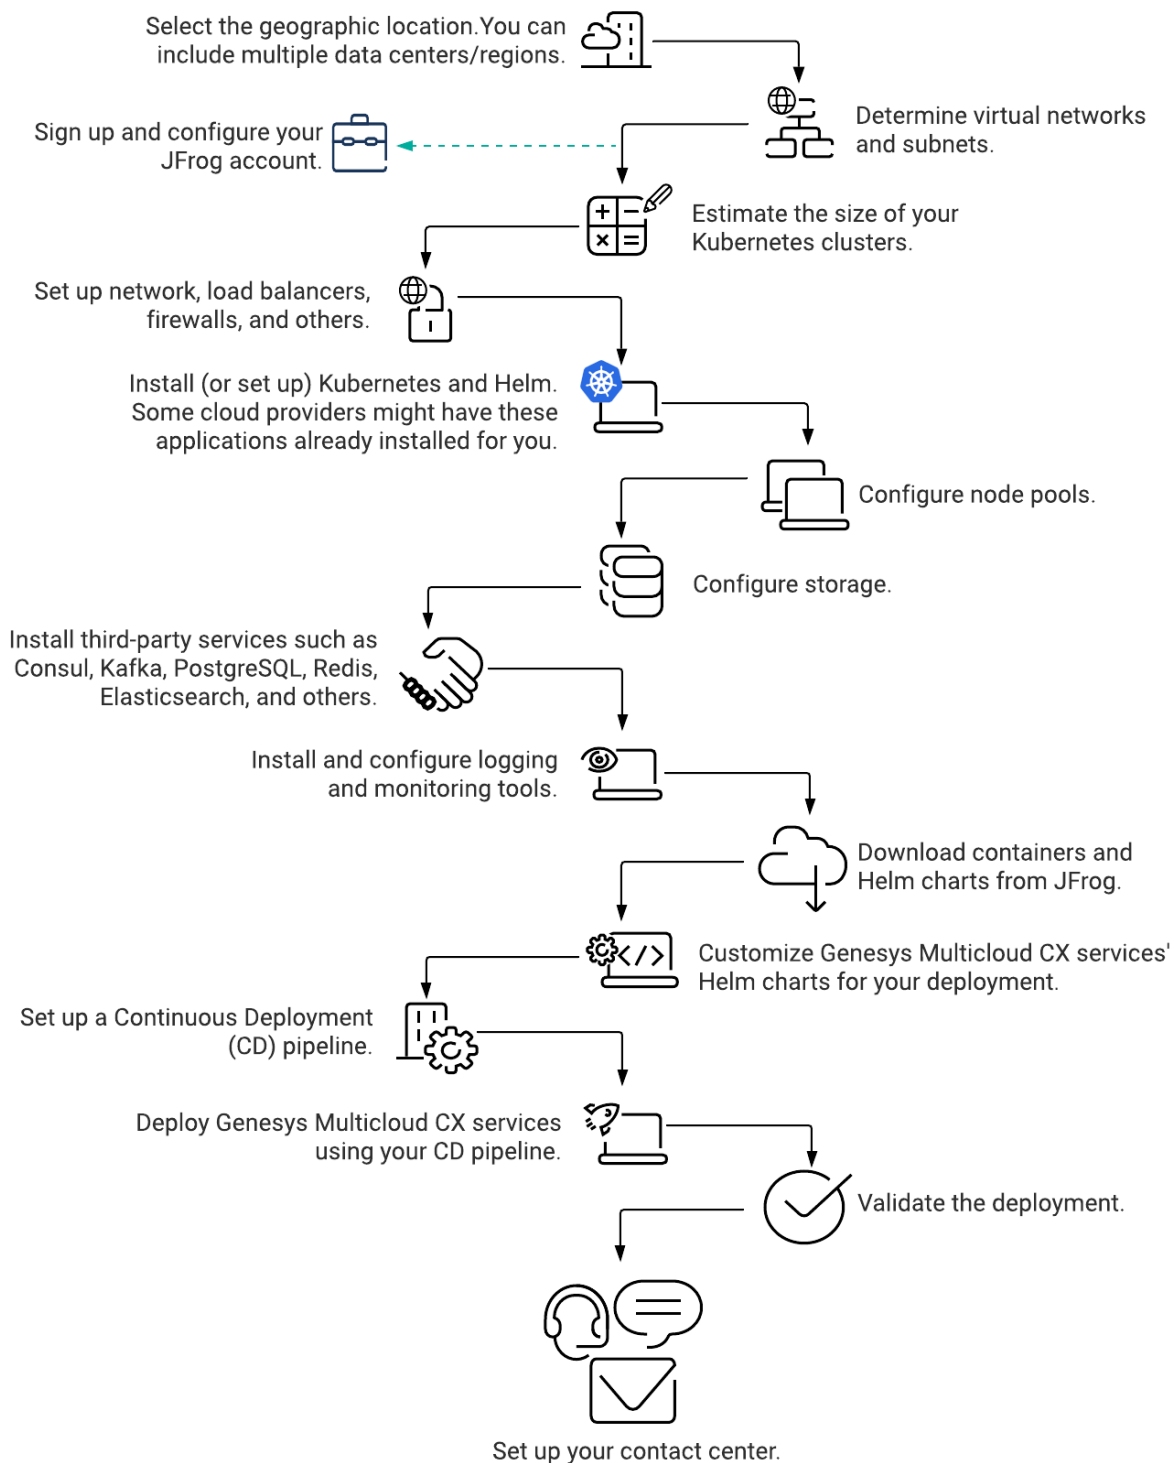 Select the geographic location.You can
include multiple data centers/regions.
Determine virtual networks
and subnets.
Sign up and configure your
JFrog account.
Estimate the size of your
Kubernetes clusters.
Set up network, load balancers,
firewalls, and others.
Install (or set up) Kubernetes and Helm.
Some cloud providers might have these
applications already installed for you.
Configure node pools.
Configure storage.
Install third-party services such as
Consul, Kafka, PostgreSQL, Redis,
Elasticsearch, and others.
Install and configure logging
and monitoring tools.
Download containers and
Helm charts from JFrog.
Customize Genesys Multicloud CX services'
Helm charts for your deployment.
Set up a Continuous Deployment
(CD) pipeline.
Deploy Genesys Multicloud CX services
using your CD pipeline.
Validate the deployment.
Set up your contact center.